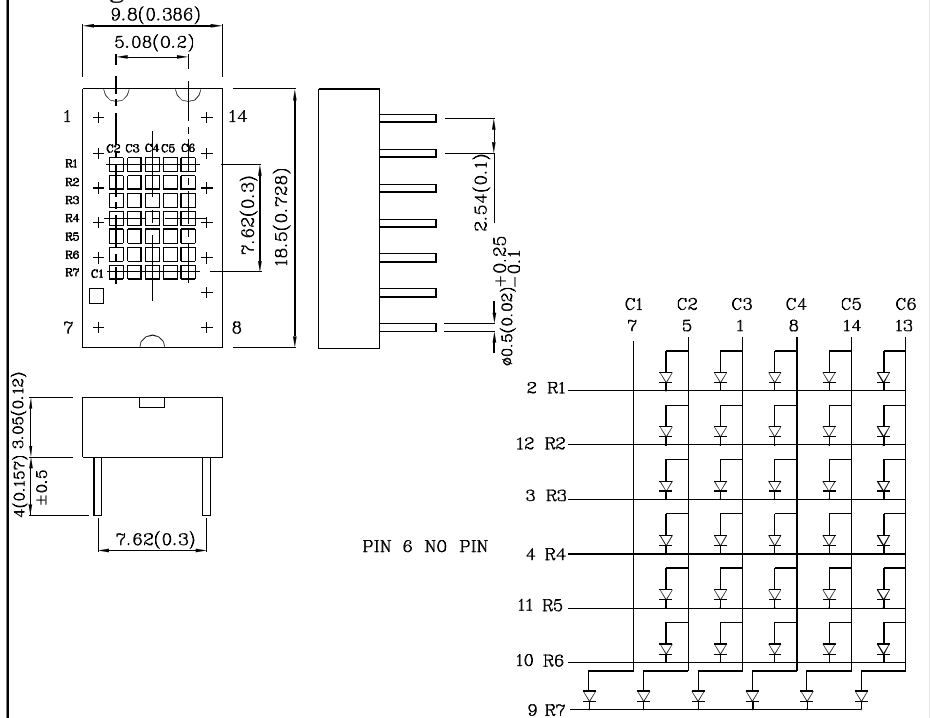 9.8(0.386)
5.08(0.2)
1 14
C2 C3 C4 C5 C6
R1
R2
R3
R4
R5
R6
R7 C1
7 8
7.62(0.3)
18.5(0.728)
2.54(0.1)
ø0.5(0.02)+0.25
−0.1
3.05(0.12)
4(0.157)
±0.5
7.62(0.3)
PIN 6 NO PIN
C1 C2 C3 C4 C5 C6
7 5 1 8 14 13
2 R1
12 R2
3 R3
4 R4
11 R5
10 R6
9 R7